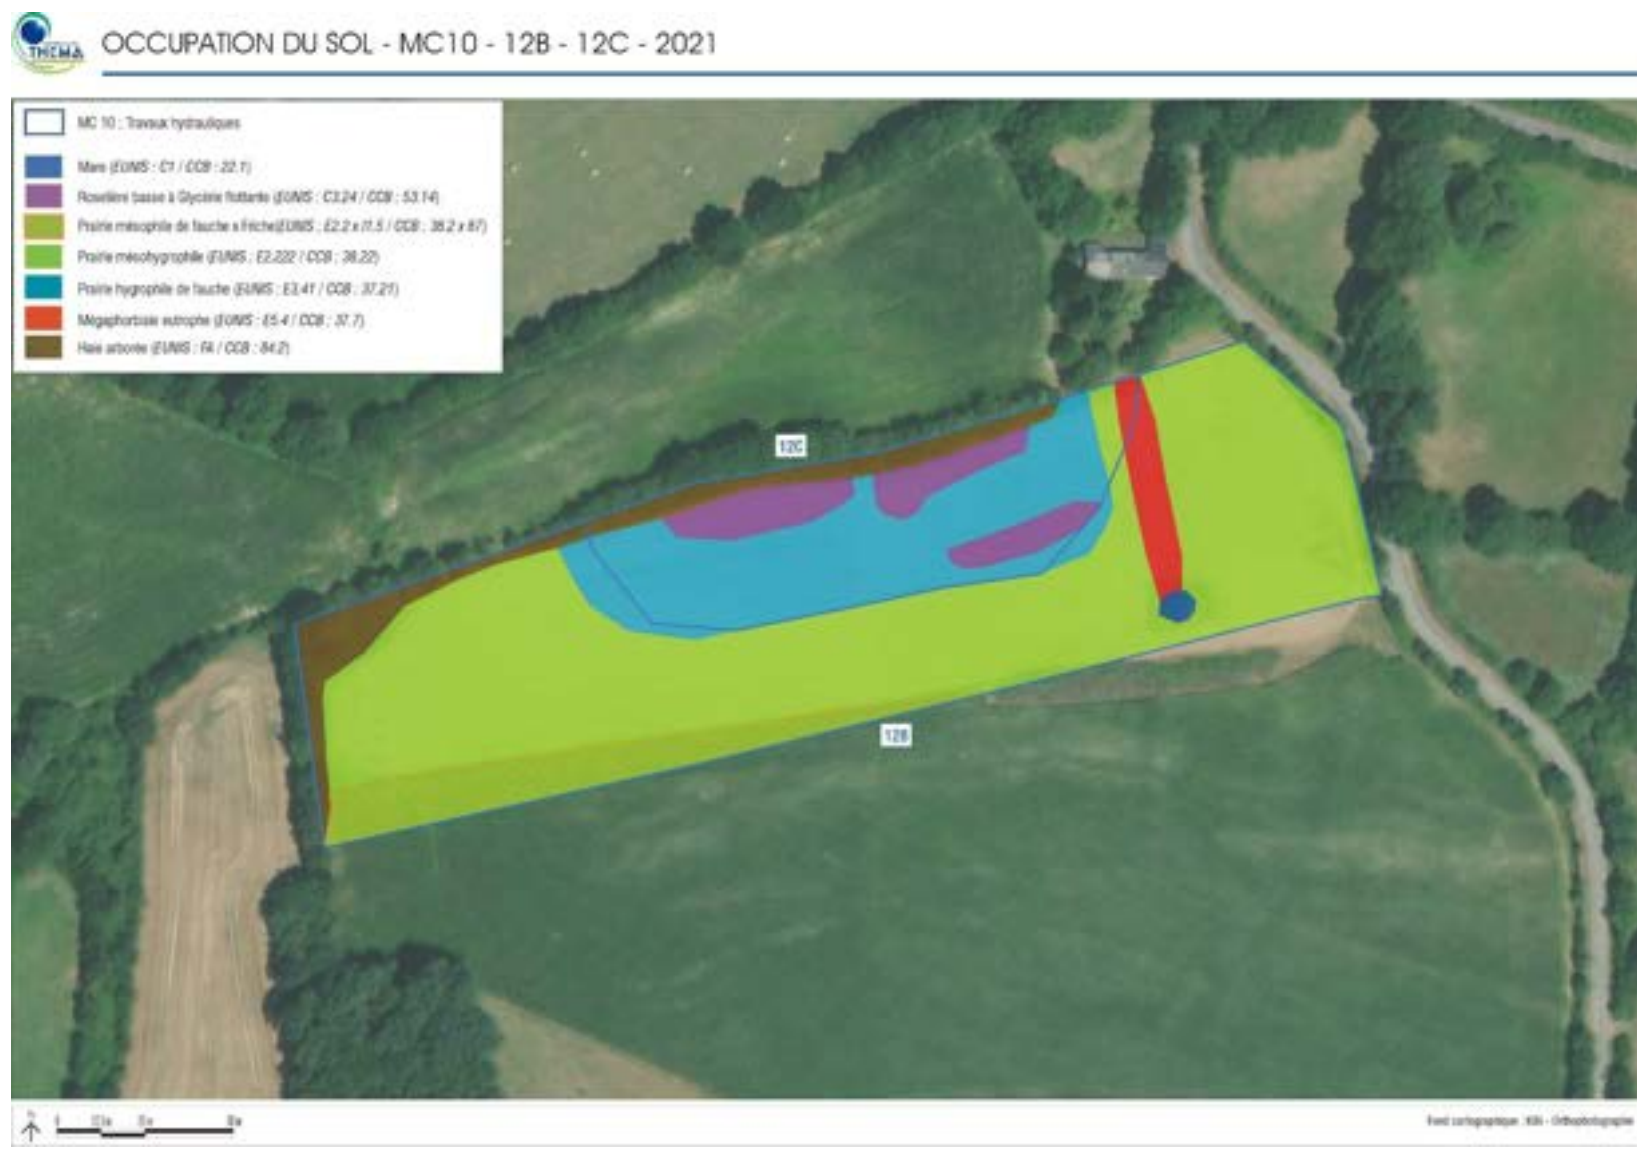 THEMA
OCCUPATION DU SOL - MC10 - 12B - 12C - 2021
MC 10 : Travaux hydrauliques
Mare (EUNIS : C1 / CCB : 22.1)
Roselière basse à Glycérie flottante (EUNIS : C3.24 / CCB : 53.14)
Prairie mésophile de fauche x Friche(EUNIS : E2.2 x I1.5 / CCB : 38.2 x 87)
Prairie mésohygrophile (EUNIS : E2.222 / CCB : 38.22)
Prairie hygrophile de fauche (EUNIS : E3.41 / CCB : 37.21)
Mégaphorbiaie eutrophe (EUNIS : E5.4 / CCB : 37.7)
Haie arborée (EUNIS : FA / CCB : 84.2)
12C
12B
Fond cartographique : IGN - Orthophotographie